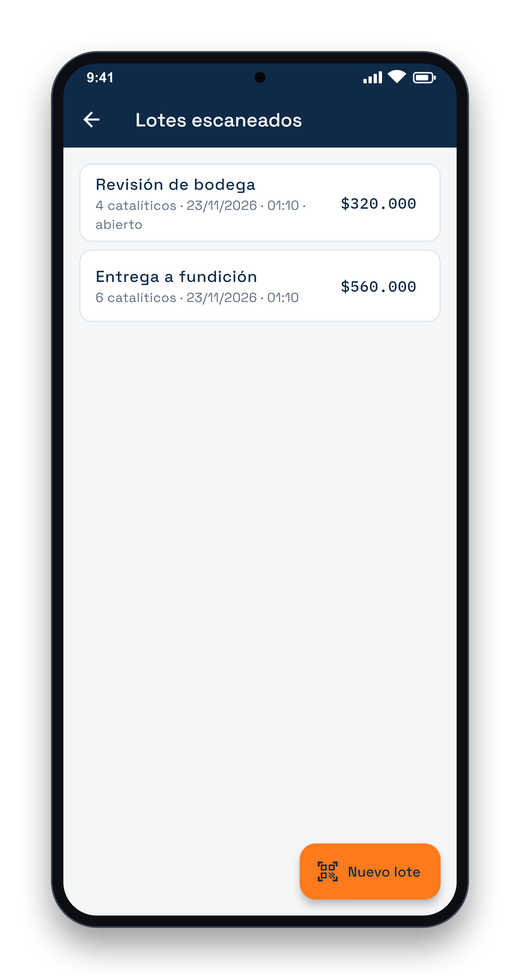 9:41
Lotes escaneados
Revisión de bodega
4 catalíticos · 23/11/2026 · 01:10 ·
abierto
$320.000
Entrega a fundición
6 catalíticos · 23/11/2026 · 01:10
$560.000
Nuevo lote